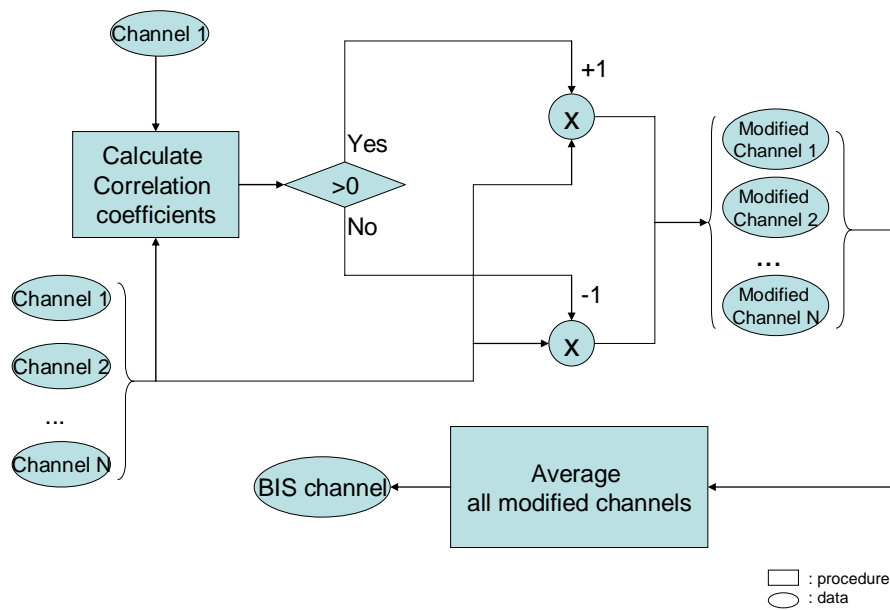 Channel 1
+1
X
Calculate
Correlation
coefficients
Yes
>0
No
Modified
Channel 1
Modified
Channel 2
...
Modified
Channel N
Channel 1
Channel 2
...
Channel N
-1
X
BIS channel
Average
all modified channels
: procedure
: data